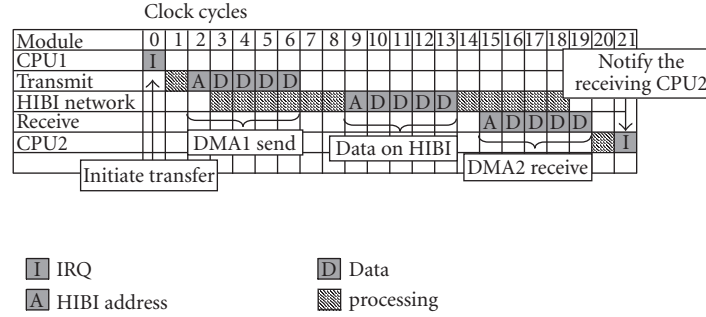 Clock cycles
Module 0 1 2 3 4 5 6 7 8 9 10 11 12 13 14 15 16 17 18 19 20 21
CPU1 I
Transmit A D D D D
HIBI network A D D D D
Receive A D D D D
CPU2 I
Notify the
receiving CPU2
DMA1 send
Data on HIBI
DMA2 receive
Initiate transfer
I IRQ
D Data
A HIBI address
processing